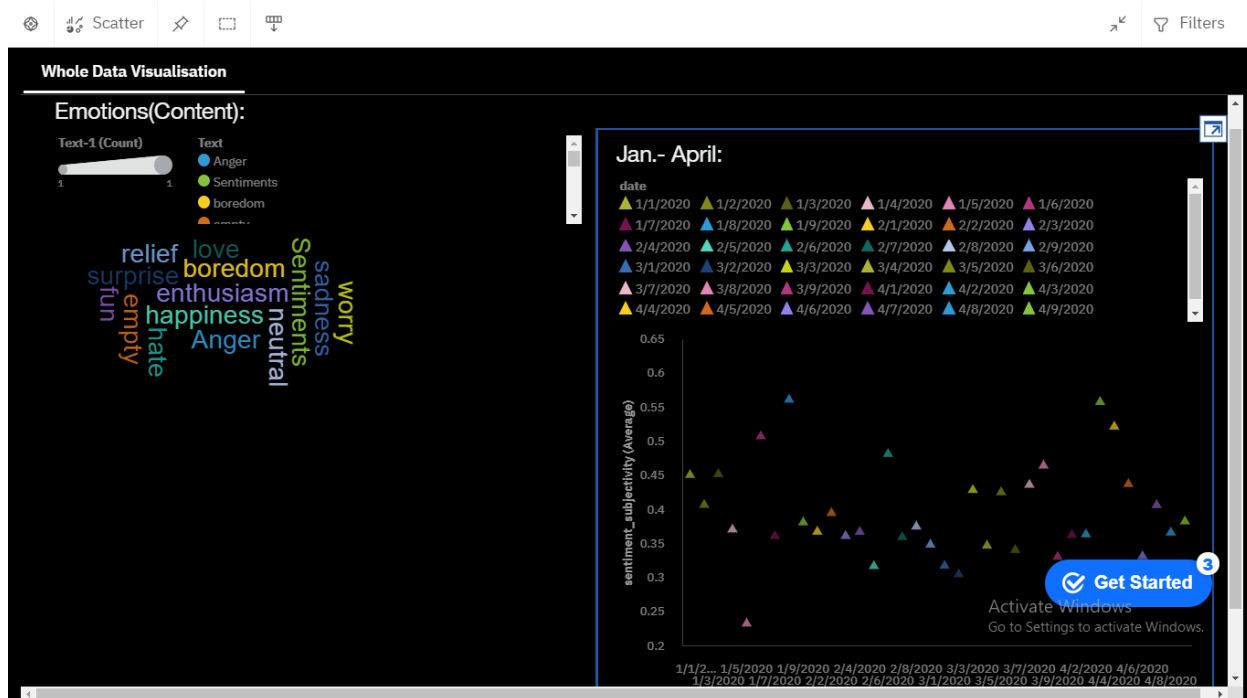 Scatter
Filters
Whole Data Visualisation
Emotions(Content):
Text-1 (Count)
1 1
Text
Anger
Sentiments
boredom
empty
relief
love
surprise
boredom
Sentiments
sadness
worry
fun
enthusiasm
empty
happiness
hate
Anger
neutral
Jan.- April:
date
1/1/2020 1/2/2020 1/3/2020 1/4/2020 1/5/2020 1/6/2020
1/7/2020 1/8/2020 1/9/2020 2/1/2020 2/2/2020 2/3/2020
2/4/2020 2/5/2020 2/6/2020 2/7/2020 2/8/2020 2/9/2020
3/1/2020 3/2/2020 3/3/2020 3/4/2020 3/5/2020 3/6/2020
3/7/2020 3/8/2020 3/9/2020 4/1/2020 4/2/2020 4/3/2020
4/4/2020 4/5/2020 4/6/2020 4/7/2020 4/8/2020 4/9/2020
sentiment_subjectivity (Average)
0.65
0.6
0.55
0.5
0.45
0.4
0.35
0.3
0.25
0.2
1/1/2... 1/5/2020 1/9/2020 2/4/2020 2/8/2020 3/3/2020 3/7/2020 4/2/2020 4/6/2020
1/3/2020 1/7/2020 2/2/2020 2/6/2020 3/1/2020 3/5/2020 3/9/2020 4/4/2020 4/8/2020
3
Get Started
Activate Windows
Go to Settings to activate Windows.